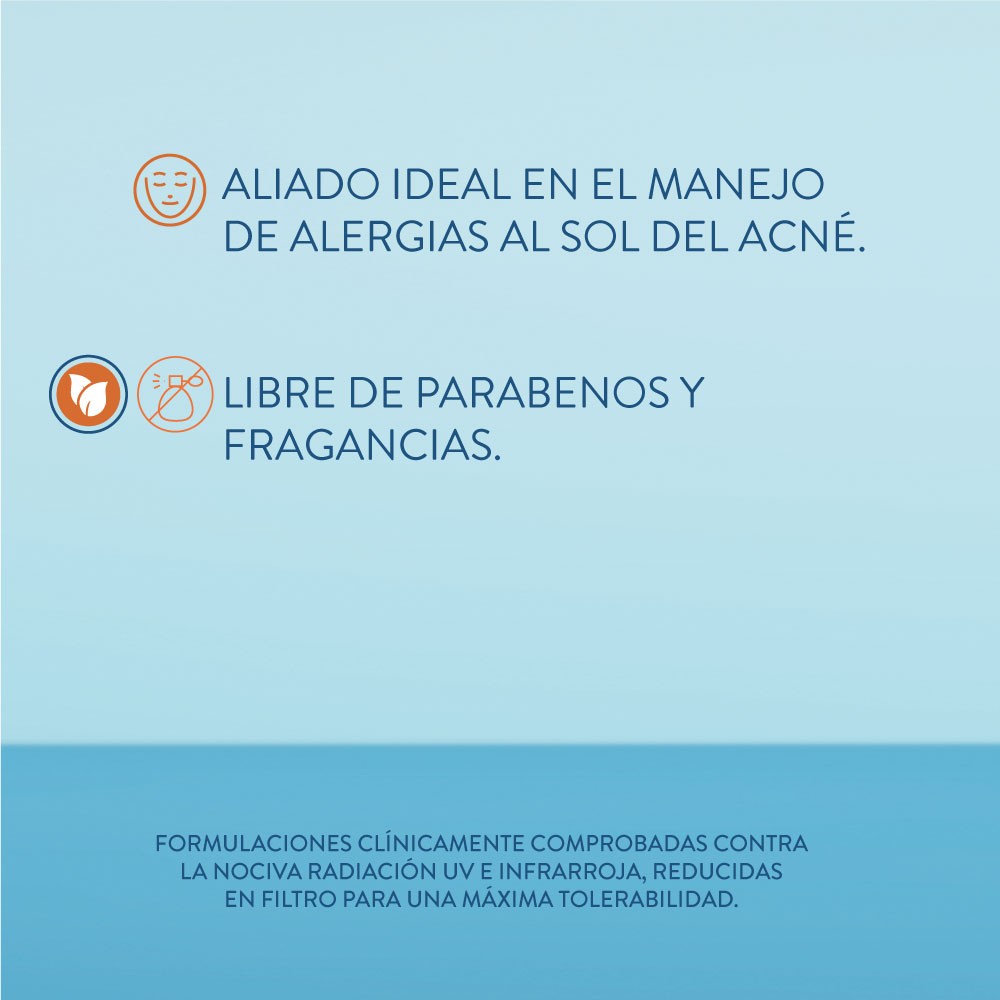 ALIADO IDEAL EN EL MANEJO
DE ALERGIAS AL SOL DEL ACNÉ.
LIBRE DE PARABENOS Y
FRAGANCIAS.
FORMULACIONES CLÍNICAMENTE COMPROBADAS CONTRA
LA NOCIVA RADIACIÓN UV E INFRARROJA, REDUCIDAS
EN FILTRO PARA UNA MÁXIMA TOLERABILIDAD.